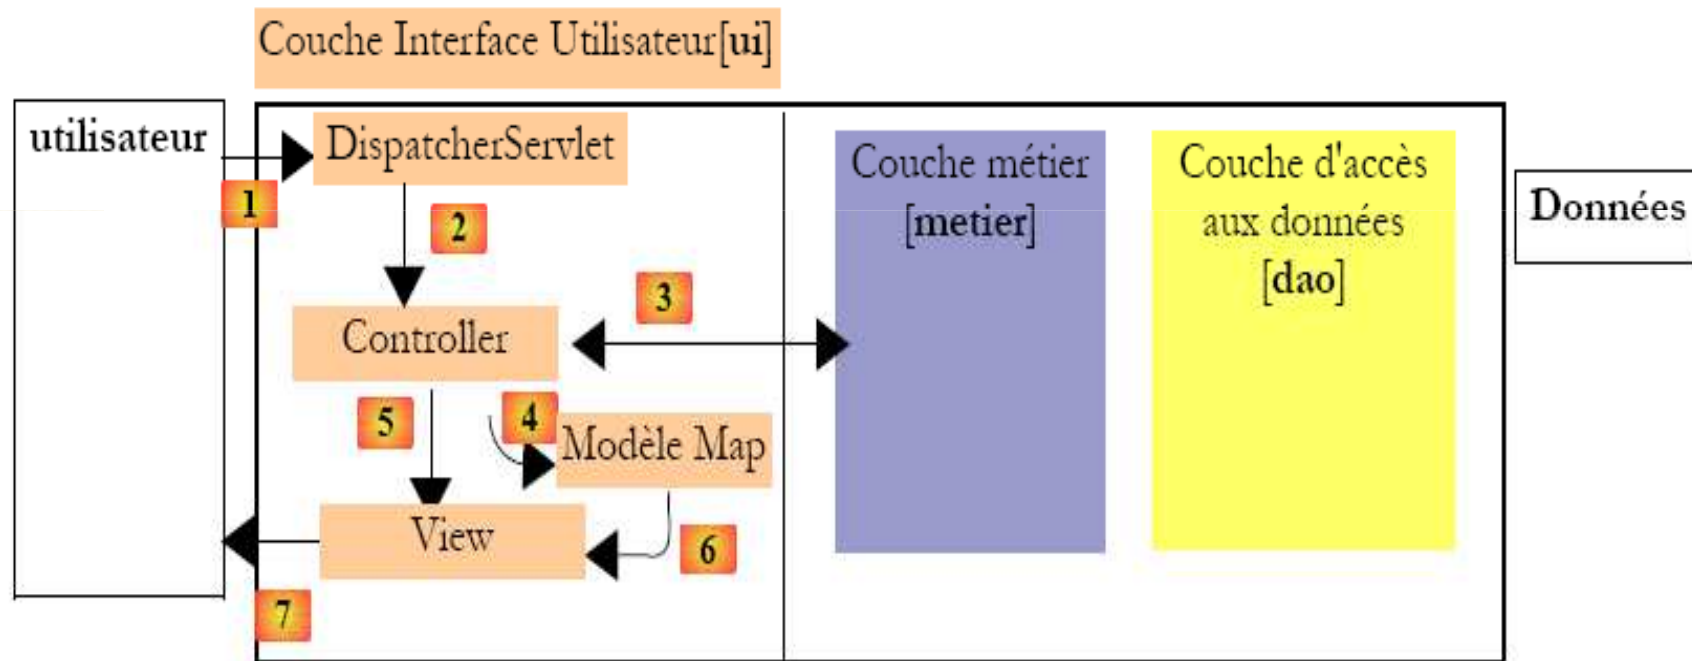 Couche Interface Utilisateur[ui]
utilisateur
DispatcherServlet
1
2
Controller
3
5
4
Modèle Map
View
6
7
Couche métier
[metier]
Couche d'accès
aux données
[dao]
Données